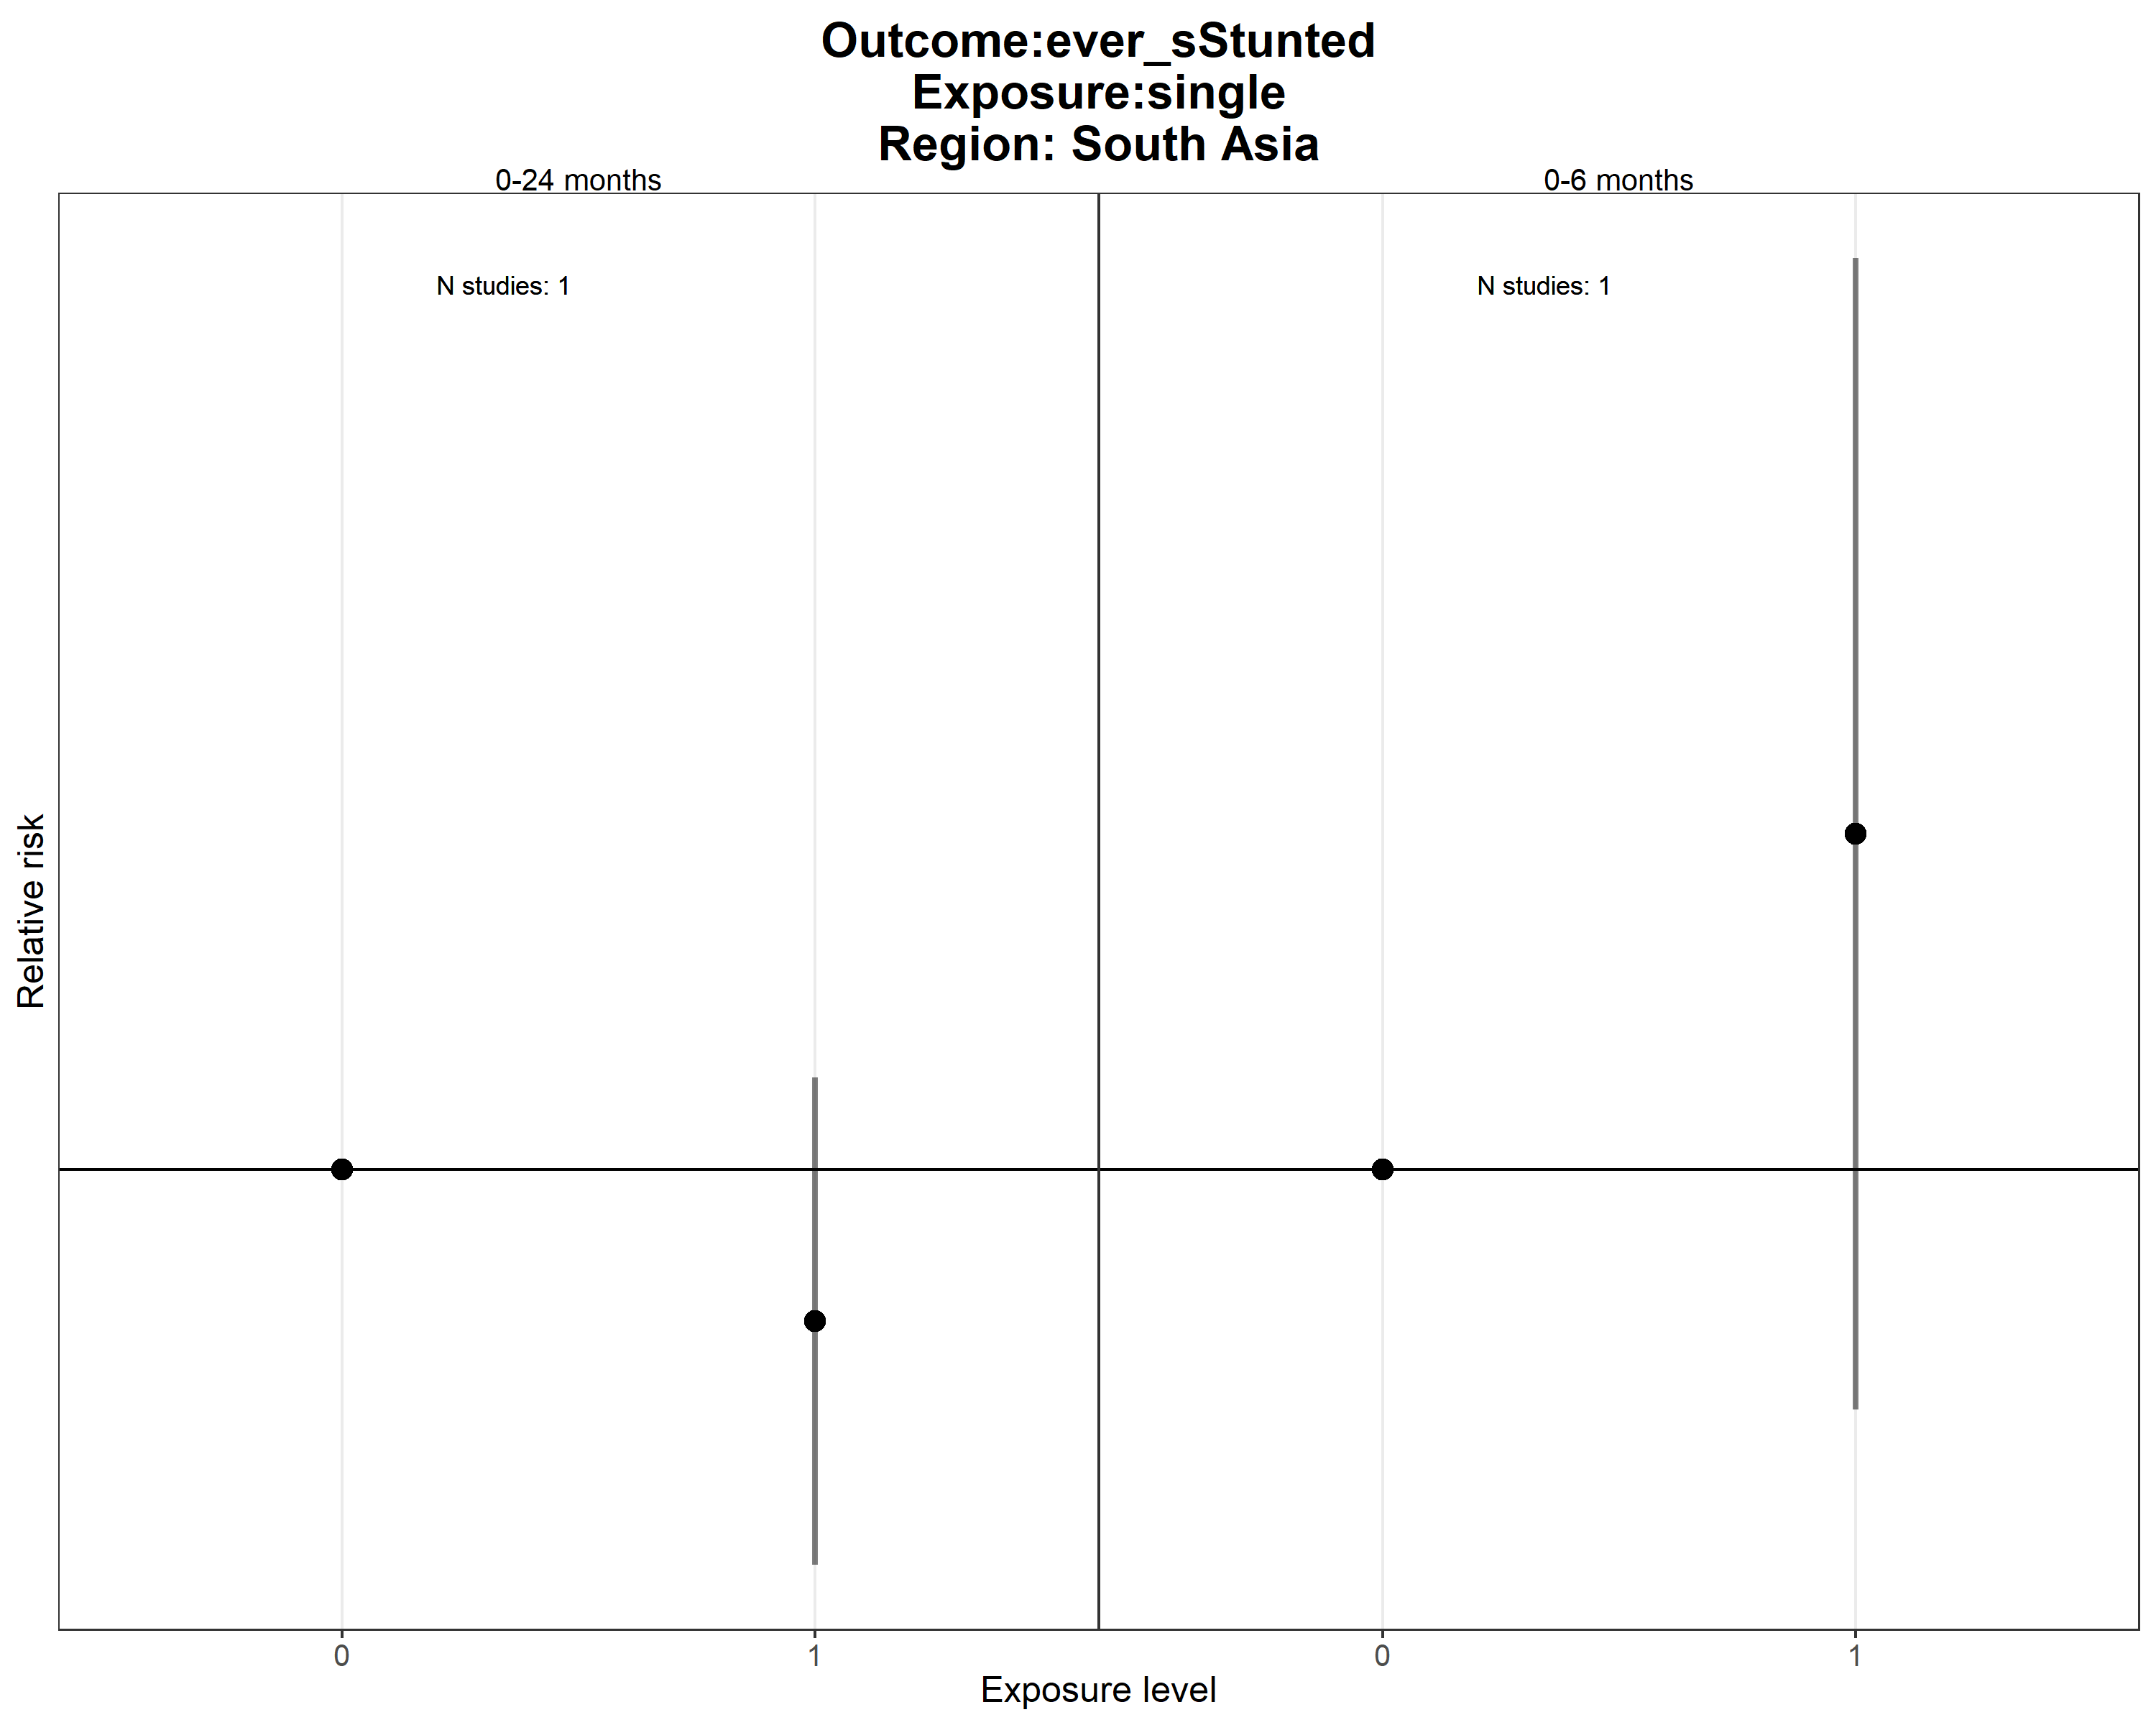 Outcome:ever_sStunted
Exposure:single
Region: South Asia
0-24 months
0-6 months
N studies: 1
N studies: 1
Relative risk
0
1
0
1
Exposure level